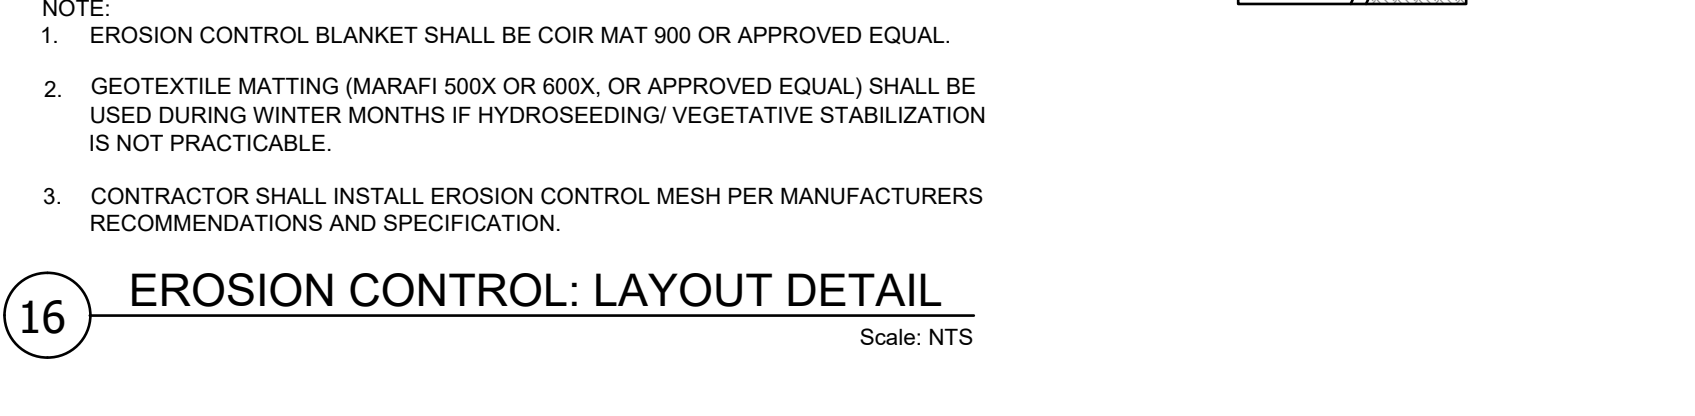 NOTE:
1. EROSION CONTROL BLANKET SHALL BE COIR MAT 900 OR APPROVED EQUAL.
2. GEOTEXTILE MATTING (MARAFI 500X OR 600X, OR APPROVED EQUAL) SHALL BE
USED DURING WINTER MONTHS IF HYDROSEEDING/ VEGETATIVE STABILIZATION
IS NOT PRACTICABLE.
3. CONTRACTOR SHALL INSTALL EROSION CONTROL MESH PER MANUFACTURERS
RECOMMENDATIONS AND SPECIFICATION.
16 EROSION CONTROL: LAYOUT DETAIL
Scale: NTS